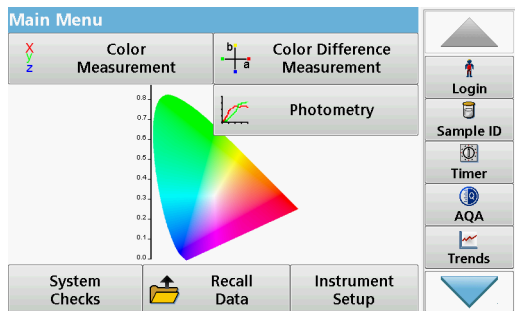 Main Menu
X
y
z
Color
Measurement
b
a
Color Difference
Measurement
Photometry
0.8
0.7
0.6
0.5
0.4
0.3
0.2
0.1
0.0
System
Checks
Recall
Data
Instrument
Setup
Login
Sample ID
Timer
AQA
Trends